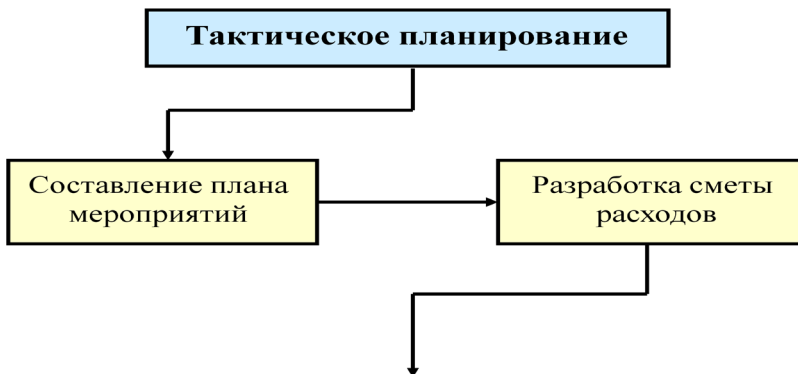 Тактическое планирование
Составление плана
мероприятий
Разработка сметы
расходов